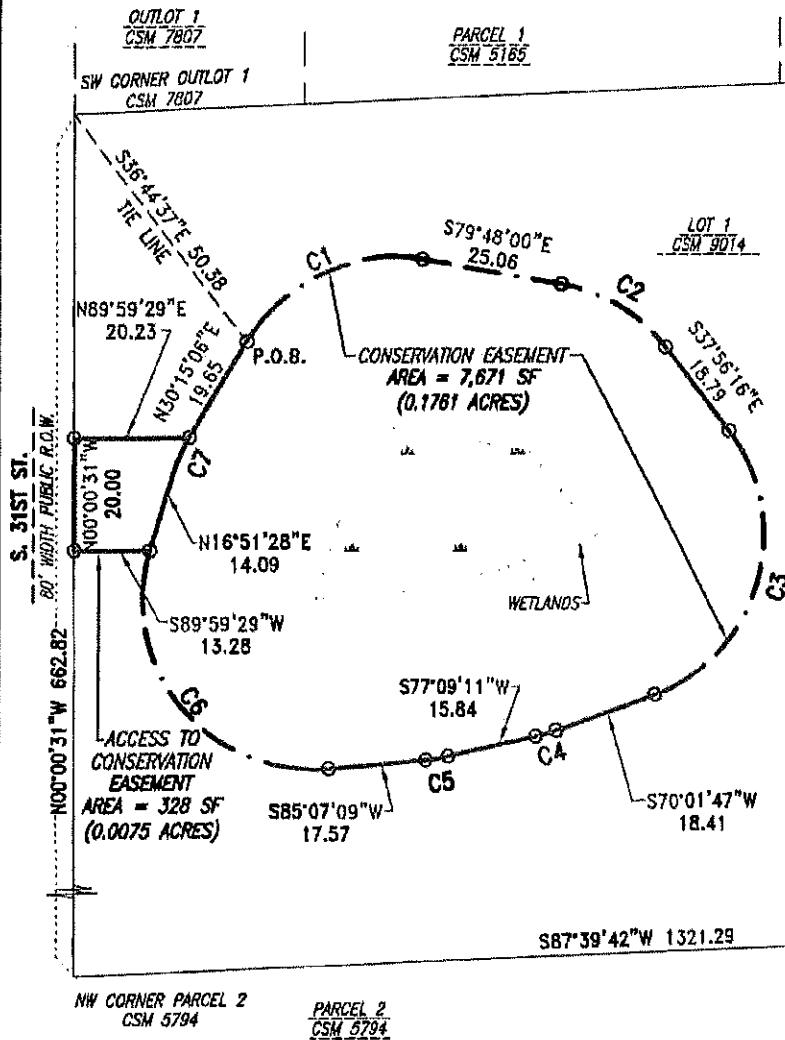 OUTLOT 1
CSM 7807
PARCEL 1
CSM 5165
SW CORNER OUTLOT 1
CSM 7807
S36°44'37"E 50.38
TIE LINE
C1
S79°48'00"E
25.06
LOT 1
CSM 9014
C2
N89°59'29"E
20.23
N30°15'06"E
19.65
P.O.B.
CONSERVATION EASEMENT
AREA = 7,671 SF
(0.1761 ACRES)
S37°56'16"E
18.79
S. 31ST ST.
80' WIDTH PUBLIC R.O.W.
N00°00'31"W
20.00
C7
N16°51'28"E
14.09
WETLANDS
C3
S89°59'29"W
13.28
N00°00'31"W 662.82
C6
S77°09'11"W
15.84
ACCESS TO
CONSERVATION
EASEMENT
AREA = 328 SF
(0.0075 ACRES)
C4
C5
S85°07'09"W
17.57
S70°01'47"W
18.41
S87°39'42"W 1321.29
NW CORNER PARCEL 2
CSM 5794
PARCEL 2
CSM 5794